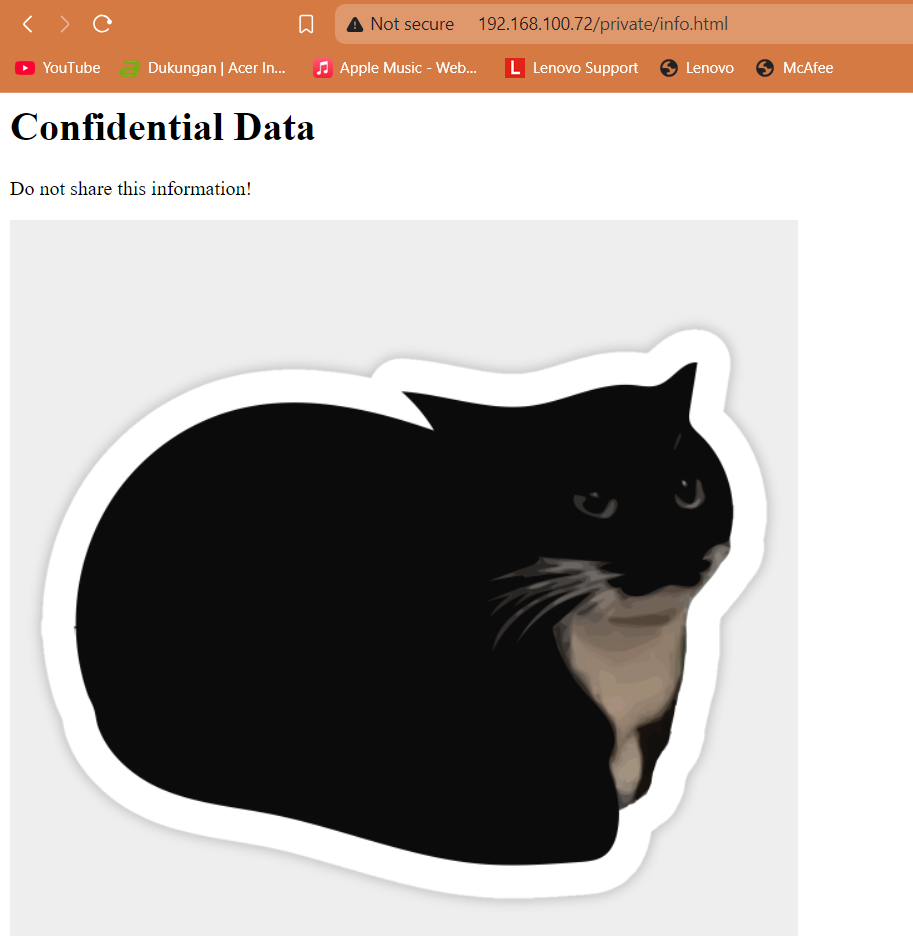 Not secure 192.168.100.72/private/info.html
YouTube Dukungan | Acer In... Apple Music - Web... L Lenovo Support Lenovo McAfee
Confidential Data
Do not share this information!